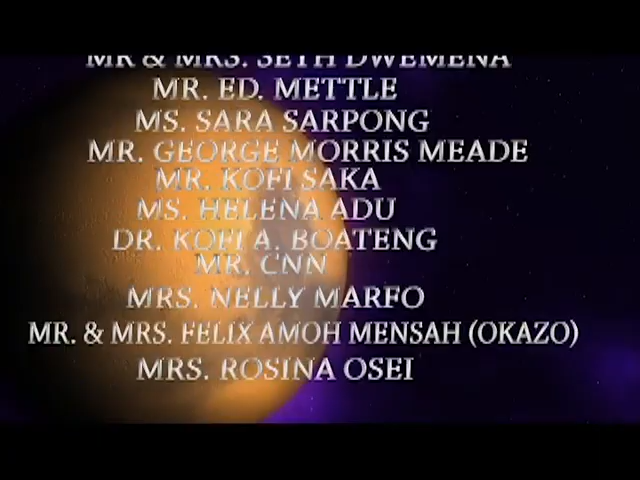 MR & MRS. SETH DWEMENA
MR. ED. METTLE
MS. SARA SARPONG
MR. GEORGE MORRIS MEADE
MR. KOFI SAKA
MS. HELENA ADU
DR. KOFI A. BOATENG
MR. CNN
MRS. NELLY MARFO
MR. & MRS. FELIX AMOH MENSAH (OKAZO)
MRS. ROSINA OSEI